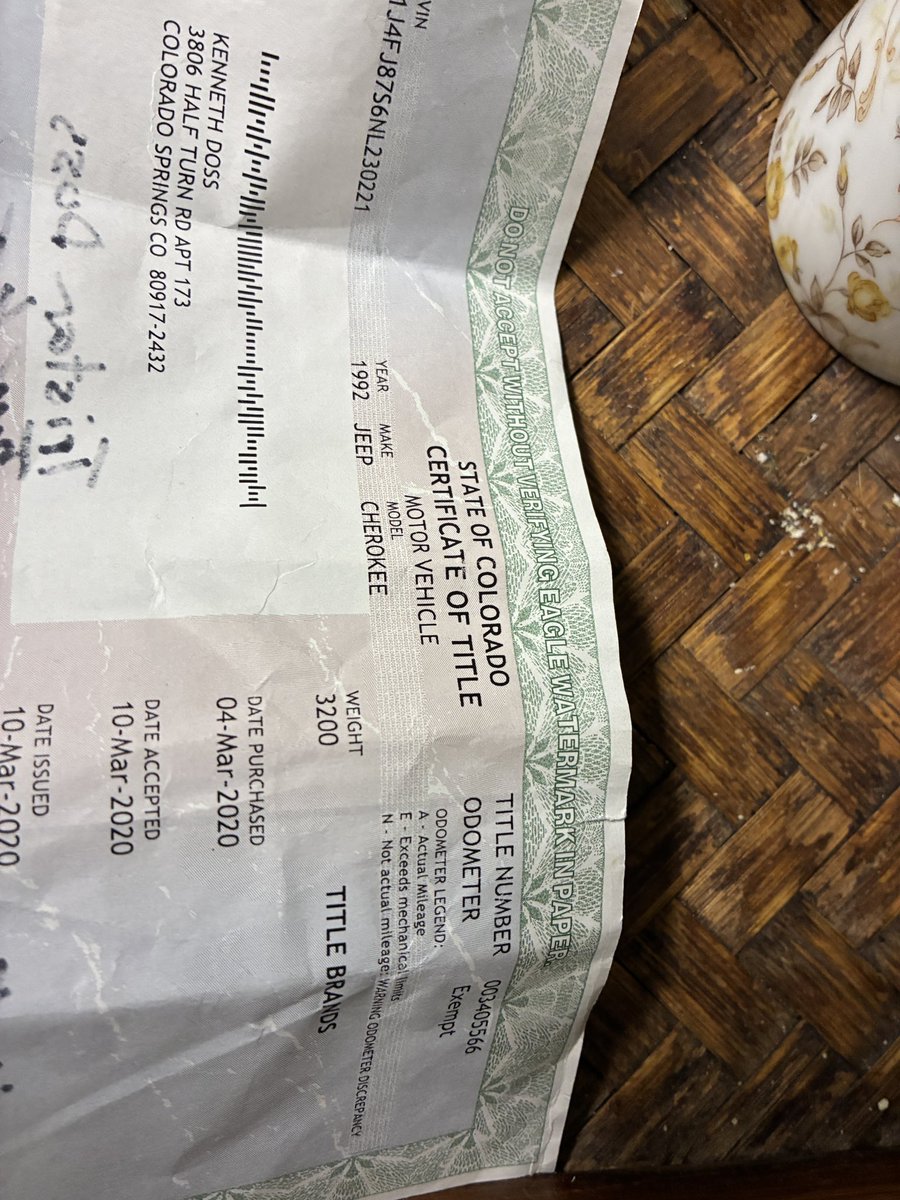 DO NOT ACCEPT WITHOUT VERIFYING EAGLE WATERMARK IN PAPER.
STATE OF COLORADO
CERTIFICATE OF TITLE
MOTOR VEHICLE
TITLE NUMBER 003405566
ODOMETER Exempt
ODOMETER LEGEND:
A - Actual Mileage
E - Exceeds mechanical limits
N - Not actual mileage: WARNING ODOMETER DISCREPANCY
VIN YEAR MAKE MODEL WEIGHT
1J4FJ87S6NL230221 1992 JEEP CHEROKEE 3200
TITLE BRANDS
KENNETH DOSS
3806 HALF TURN RD APT 173
COLORADO SPRINGS CO 80917-2432
DATE PURCHASED
04-Mar-2020
DATE ACCEPTED
10-Mar-2020
DATE ISSUED
10-Mar-2020